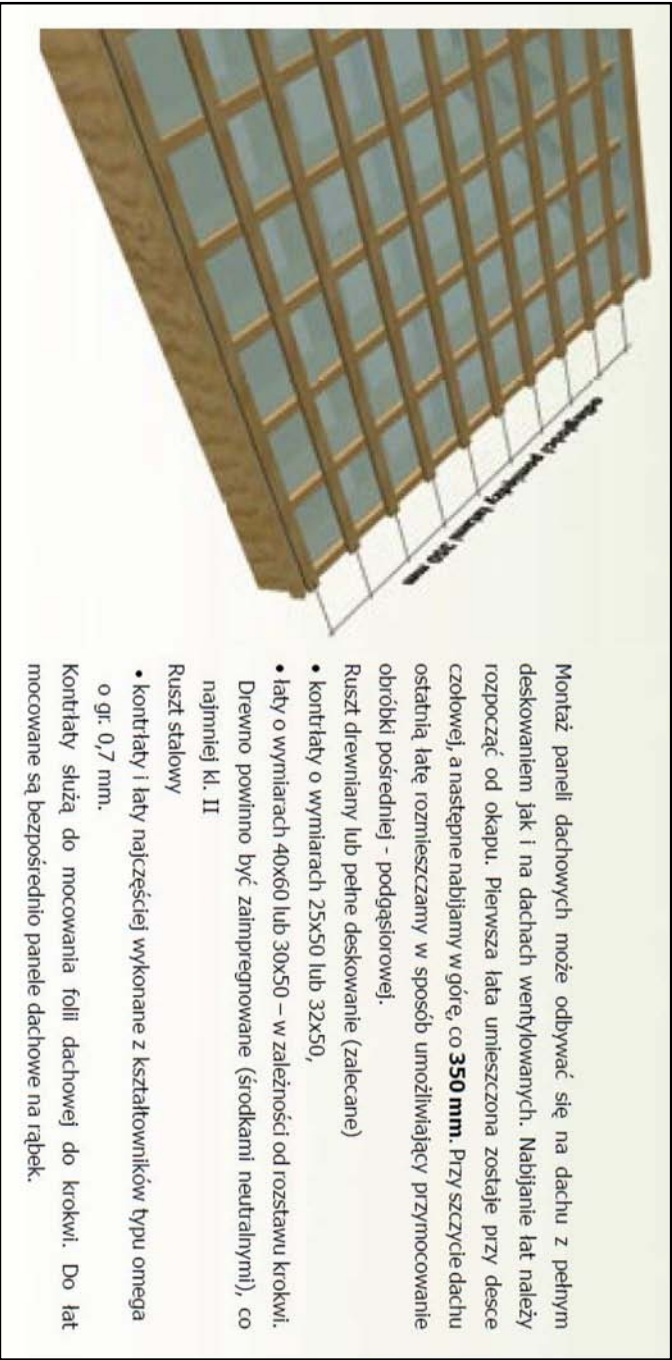 odległości pomiędzy łatami 350 mm
Montaż paneli dachowych może odbywać się na dachu z pełnym
deskowaniem jak i na dachach wentylowanych. Nabijanie łat należy
rozpocząć od okapu. Pierwsza łata umieszczona zostaje przy desce
czołowej, a następne nabijamy w górę, co 350 mm. Przy szczycie dachu
ostatnią łatę rozmieszczamy w sposób umożliwiający przymocowanie
obróbki pośredniej - podgąsiorowej.
Ruszt drewniany lub pełne deskowanie (zalecane)
• kontrłaty o wymiarach 25x50 lub 32x50,
• łaty o wymiarach 40x60 lub 30x50 – w zależności od rozstawu krokwi.
Drewno powinno być zaimpregnowane (środkami neutralnymi), co
najmniej kl. II
Ruszt stalowy
• kontrłaty i łaty najczęściej wykonane z kształtowników typu omega
o gr. 0,7 mm.
Kontrłaty służą do mocowania folii dachowej do krokwi. Do łat
mocowane są bezpośrednio panele dachowe na rąbek.